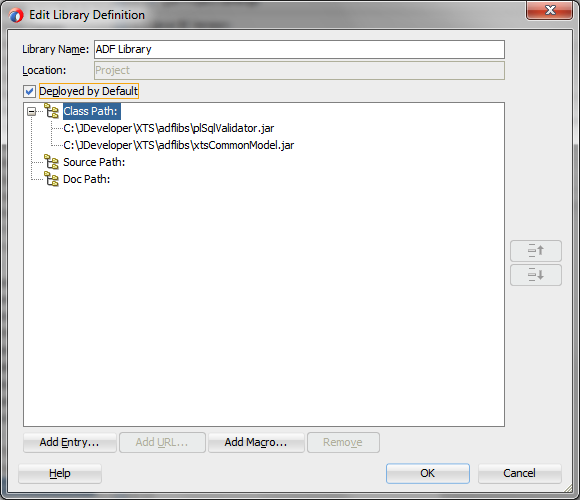 Edit Library Definition
Library Name: ADF Library
Location: Project
Deployed by Default
Class Path:
C:\JDeveloper\XTS\adflibs\plSqlValidator.jar
C:\JDeveloper\XTS\adflibs\xtsCommonModel.jar
Source Path:
Doc Path:
Add Entry... Add URL... Add Macro... Remove
Help OK Cancel